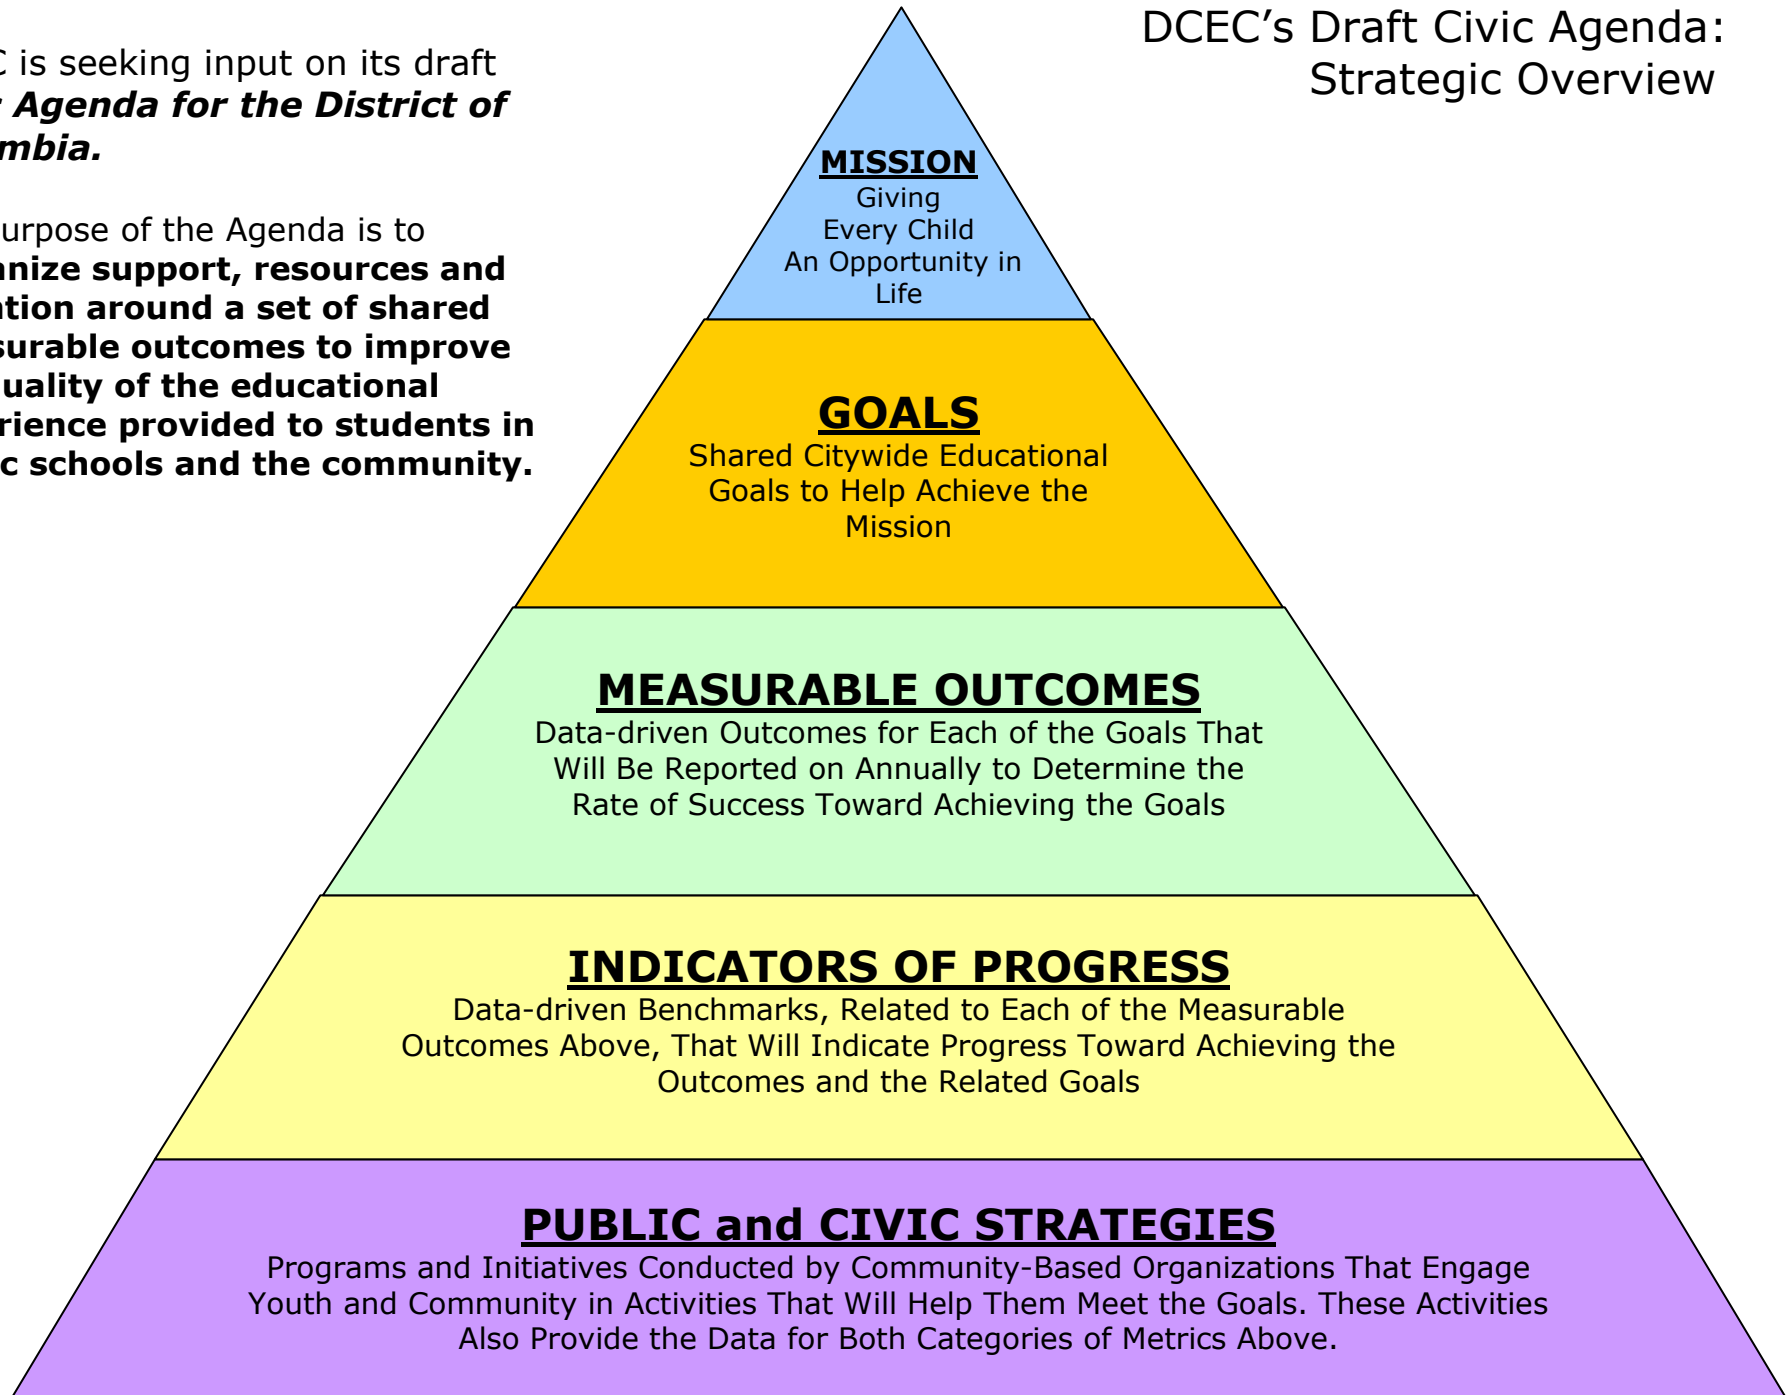 DCEC’s Draft Civic Agenda:
Strategic Overview
C is seeking input on its draft
Agenda for the District of
mbia.
urpose of the Agenda is to
nize support, resources and
tion around a set of shared
surable outcomes to improve
uality of the educational
rience provided to students in
c schools and the community.
MISSION
Giving
Every Child
An Opportunity in
Life
GOALS
Shared Citywide Educational
Goals to Help Achieve the
Mission
MEASURABLE OUTCOMES
Data-driven Outcomes for Each of the Goals That
Will Be Reported on Annually to Determine the
Rate of Success Toward Achieving the Goals
INDICATORS OF PROGRESS
Data-driven Benchmarks, Related to Each of the Measurable
Outcomes Above, That Will Indicate Progress Toward Achieving the
Outcomes and the Related Goals
PUBLIC and CIVIC STRATEGIES
Programs and Initiatives Conducted by Community-Based Organizations That Engage
Youth and Community in Activities That Will Help Them Meet the Goals. These Activities
Also Provide the Data for Both Categories of Metrics Above.